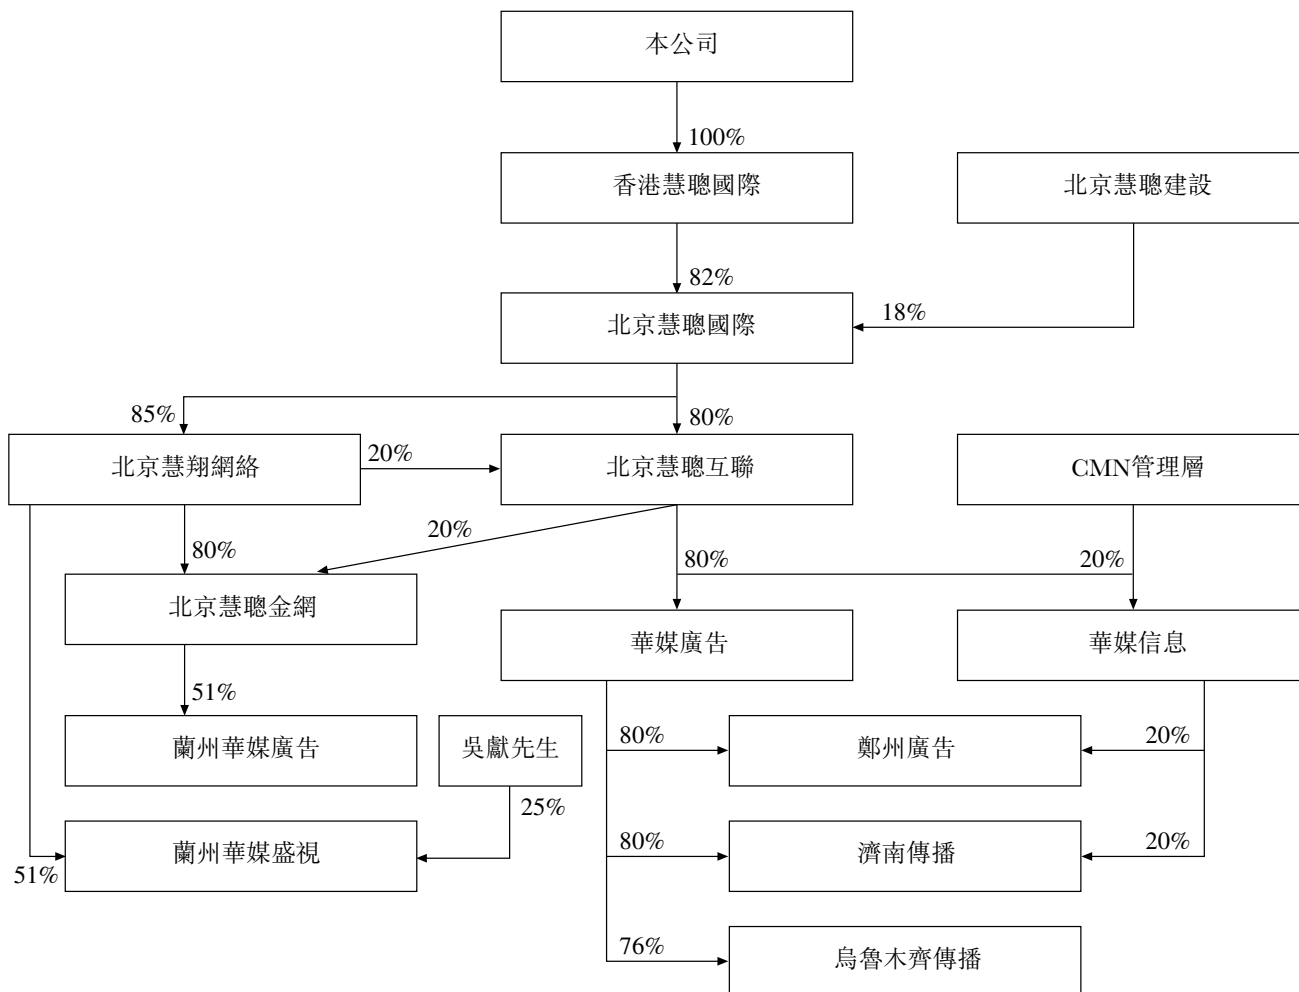 本公司
100%
香港慧聰國際
北京慧聰建設
82%
北京慧聰國際
18%
85%
80%
北京慧翔網絡
20%
北京慧聰互聯
CMN管理層
20%
80%
80%
20%
北京慧聰金網
華媒廣告
華媒信息
51%
蘭州華媒廣告
吳獻先生
80%
鄭州廣告
20%
25%
蘭州華媒盛視
51%
80%
濟南傳播
20%
76%
烏魯木齊傳播